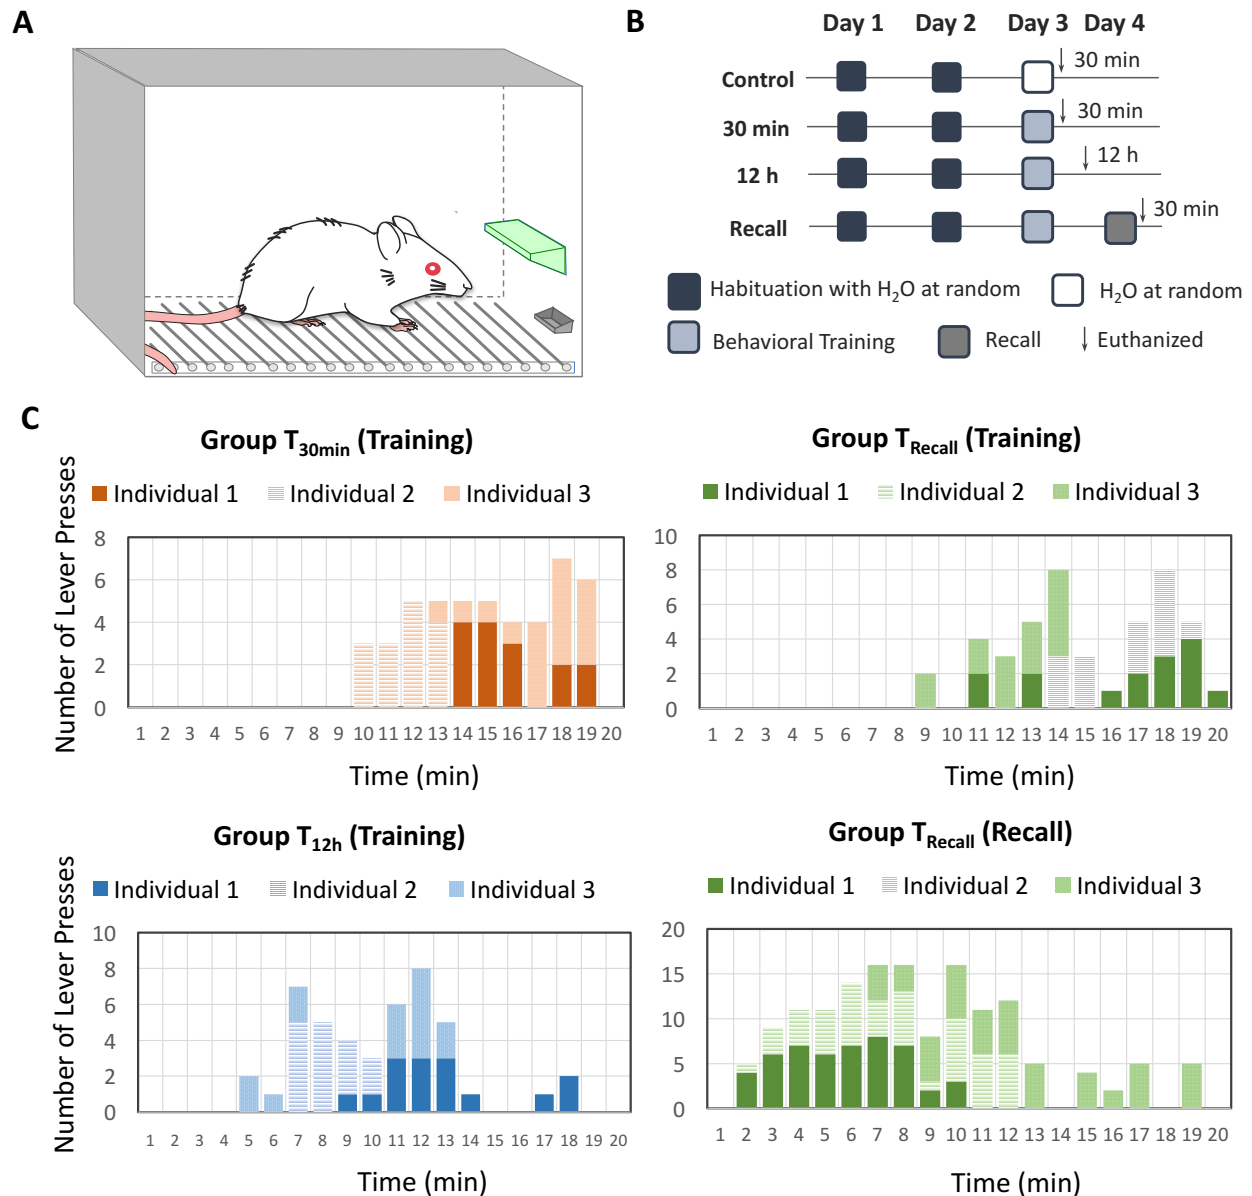 A
B
Day 1 Day 2 Day 3 Day 4
Control
30 min
30 min
30 min
12 h
12 h
Recall
30 min
Habituation with H₂O at random
H₂O at random
Behavioral Training
Recall
Euthanized
C
Group T30min (Training)
Individual 1 Individual 2 Individual 3
Number of Lever Presses
8
6
4
2
0
1 2 3 4 5 6 7 8 9 10 11 12 13 14 15 16 17 18 19 20
Time (min)
Group TRecall (Training)
Individual 1 Individual 2 Individual 3
10
8
6
4
2
0
1 2 3 4 5 6 7 8 9 10 11 12 13 14 15 16 17 18 19 20
Time (min)
Group T12h (Training)
Individual 1 Individual 2 Individual 3
Number of Lever Presses
10
8
6
4
2
0
1 2 3 4 5 6 7 8 9 10 11 12 13 14 15 16 17 18 19 20
Time (min)
Group TRecall (Recall)
Individual 1 Individual 2 Individual 3
20
15
10
5
0
1 2 3 4 5 6 7 8 9 10 11 12 13 14 15 16 17 18 19 20
Time (min)